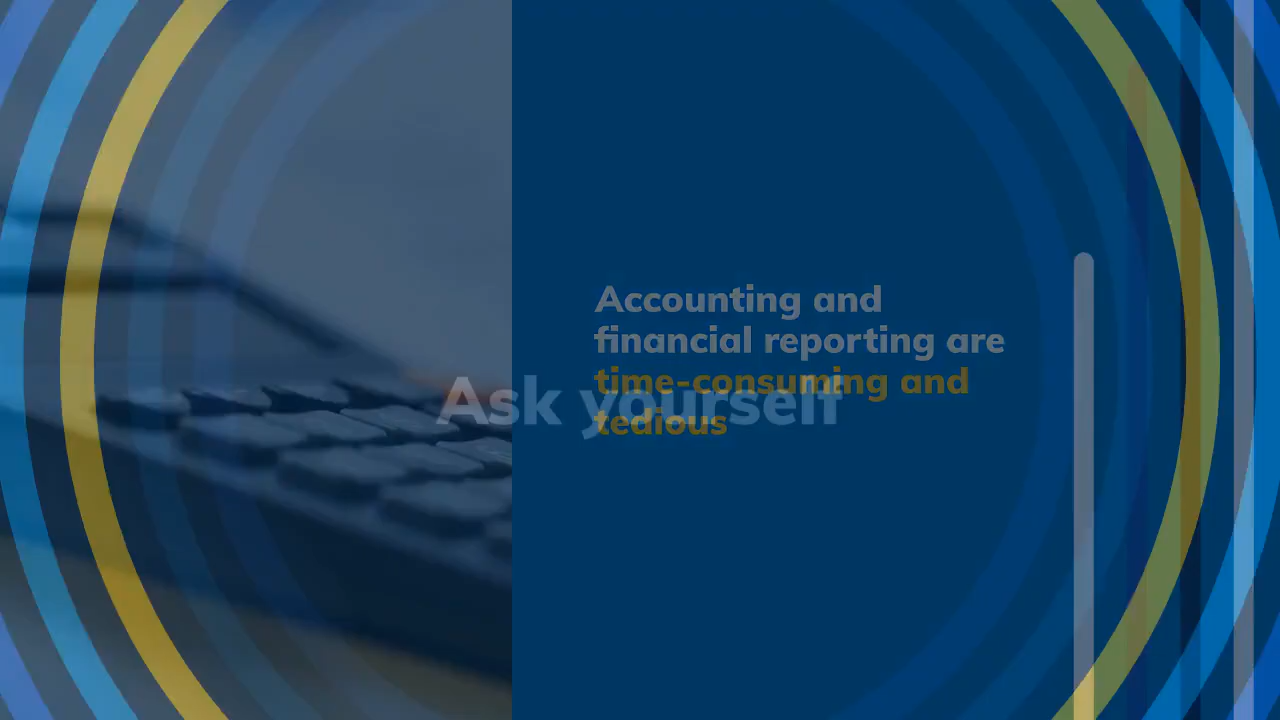 Accounting and
financial reporting are
time-consuming and
tedious
Ask yourself